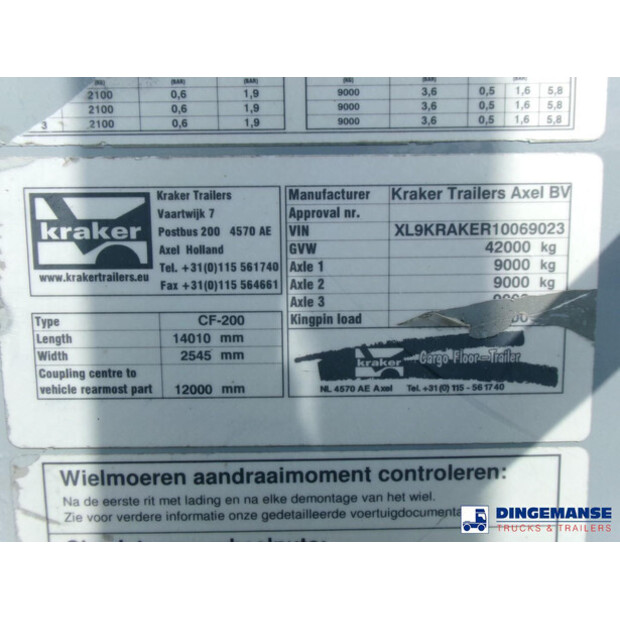 (KG) (BAR) (BAR) (KG) (BAR)
2100 0,6 1,9 9000 3,6 0,5 1,6 5,8
2100 0,6 1,9 9000 3,6 0,5 1,6 5,8
3 2100 0,6 1,9 9000 3,6 0,5 1,6 5,8
kraker
www.krakertrailers.eu
Kraker Trailers
Vaartwijk 7
Postbus 200 4570 AE
Axel Holland
Tel. +31(0)115 561740
Fax +31(0)115 564661
Type CF-200
Length 14010 mm
Width 2545 mm
Coupling centre to
vehicle rearmost part 12000 mm
Manufacturer Kraker Trailers Axel BV
Approval nr.
VIN XL9KRAKER10069023
GVW 42000 kg
Axle 1 9000 kg
Axle 2 9000 kg
Axle 3
Kingpin load
kraker Cargo Floor-Trailer
NL 4570 AE Axel Tel.+31(0)115 - 561740
Wielmoeren aandraaimoment controleren:
Na de eerste rit met lading en na elke demontage van het wiel.
Zie voor verdere informatie onze gedetailleerde voertuigdocumenta
DINGEMANSE
TRUCKS & TRAILERS